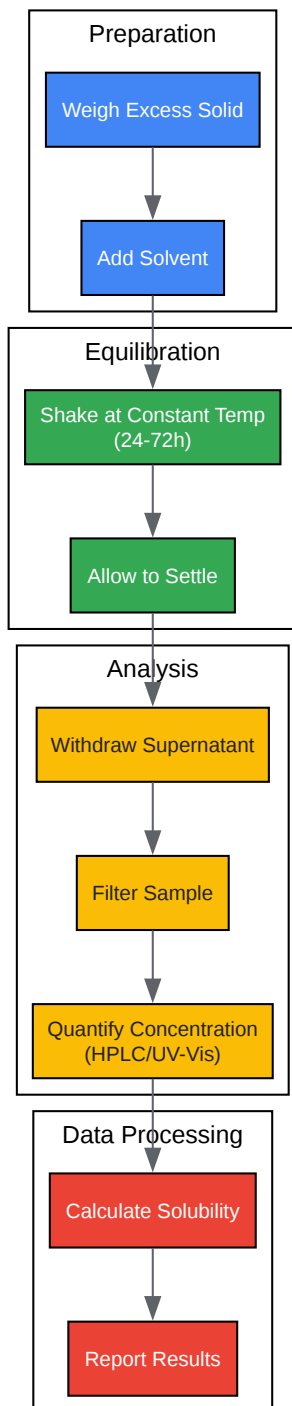 Preparation
Weigh Excess Solid
Add Solvent
Equilibration
Shake at Constant Temp
(24-72h)
Allow to Settle
Analysis
Withdraw Supernatant
Filter Sample
Quantify Concentration
(HPLC/UV-Vis)
Data Processing
Calculate Solubility
Report Results